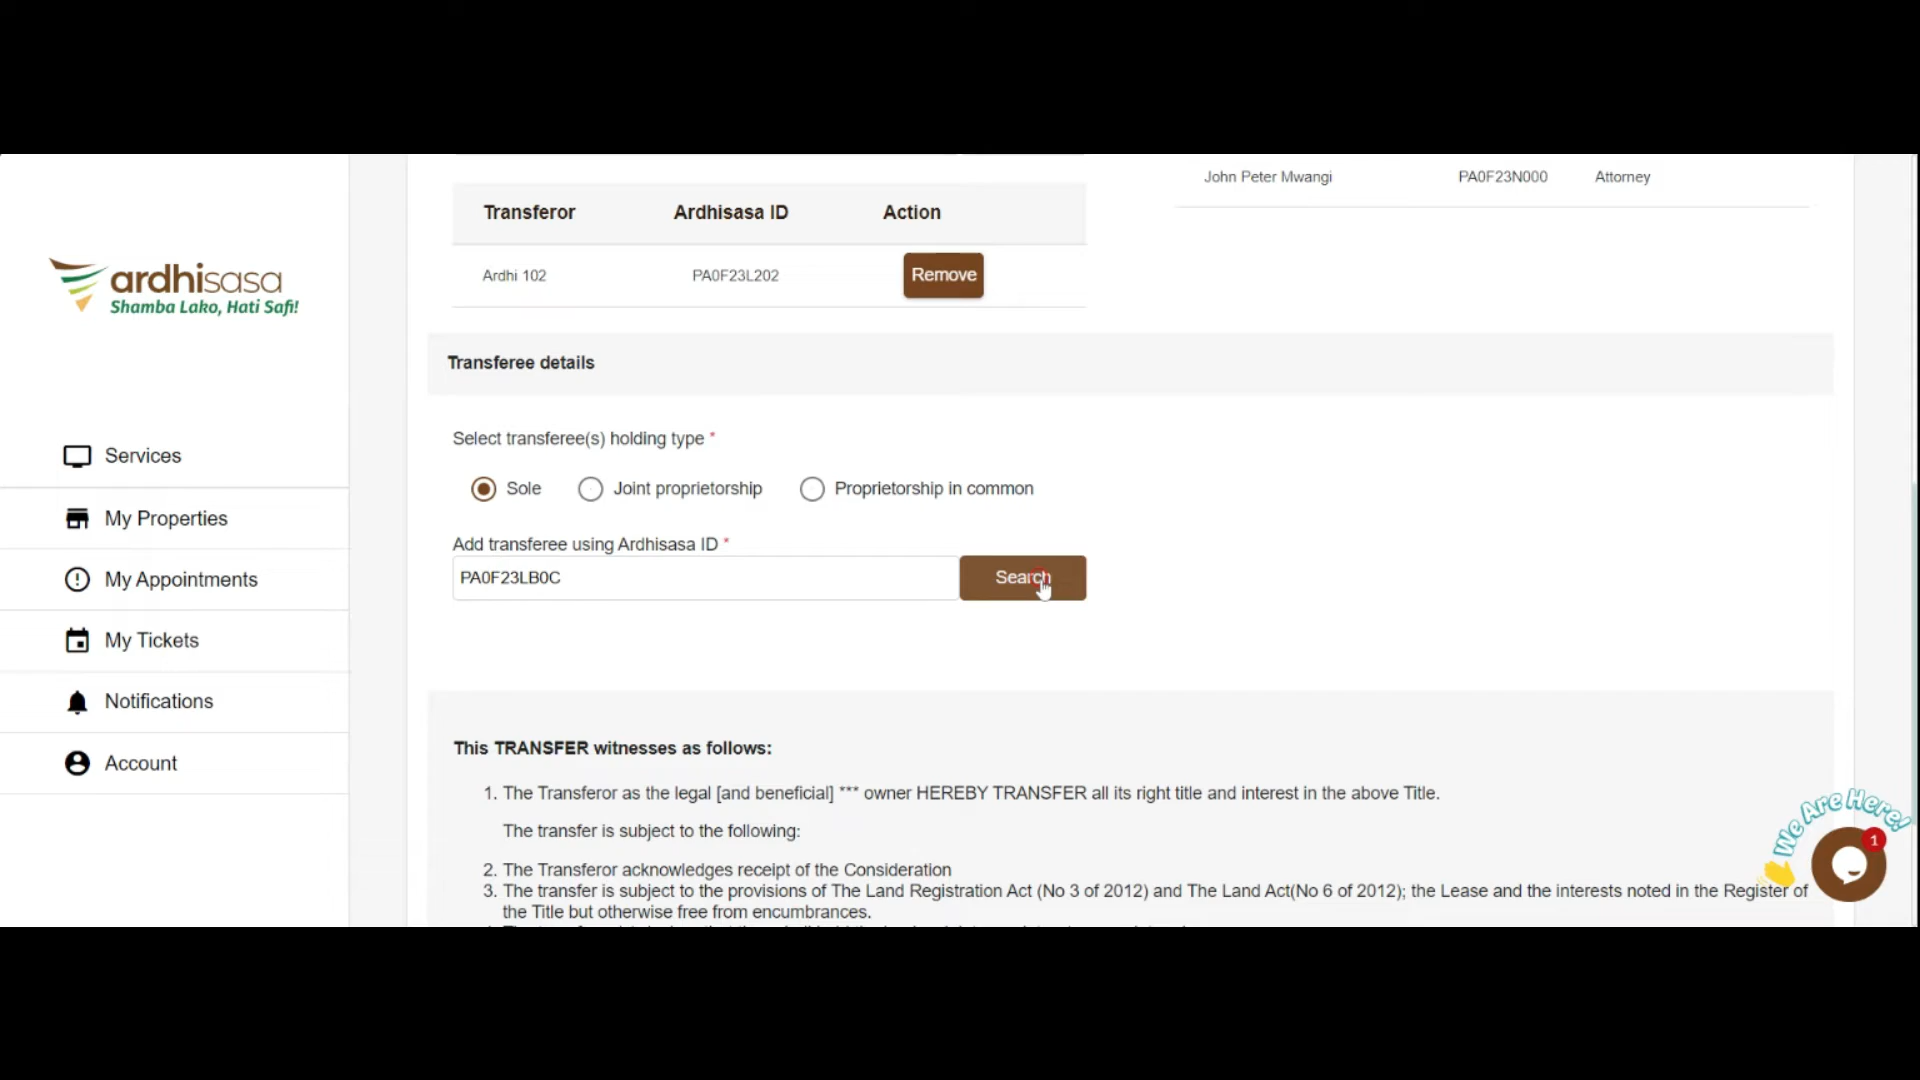 John Peter Mwangi PA0F23N000 Attorney
Transferor Ardhisasa ID Action
Ardhi 102 PA0F23L202 Remove
ardhisasa
Shamba Lako, Hati Safi!
Transferee details
Select transferee(s) holding type *
Services
Sole Joint proprietorship Proprietorship in common
My Properties
Add transferee using Ardhisasa ID *
PA0F23LB0C Search
My Appointments
My Tickets
Notifications
Account
This TRANSFER witnesses as follows:
1. The Transferor as the legal [and beneficial] *** owner HEREBY TRANSFER all its right title and interest in the above Title.
The transfer is subject to the following:
2. The Transferor acknowledges receipt of the Consideration
3. The transfer is subject to the provisions of The Land Registration Act (No 3 of 2012) and The Land Act(No 6 of 2012); the Lease and the interests noted in the Register of
the Title but otherwise free from encumbrances.
We Are Here!
1